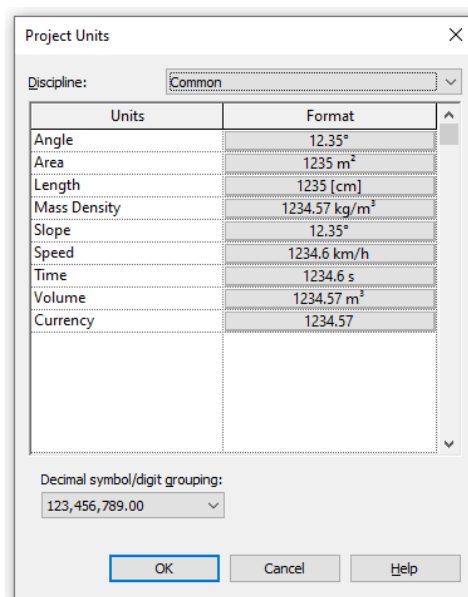 Project Units
Discipline: Common
Units Format
Angle 12.35°
Area 1235 m²
Length 1235 [cm]
Mass Density 1234.57 kg/m³
Slope 12.35°
Speed 1234.6 km/h
Time 1234.6 s
Volume 1234.57 m³
Currency 1234.57
Decimal symbol/digit grouping:
123,456,789.00
OK Cancel Help